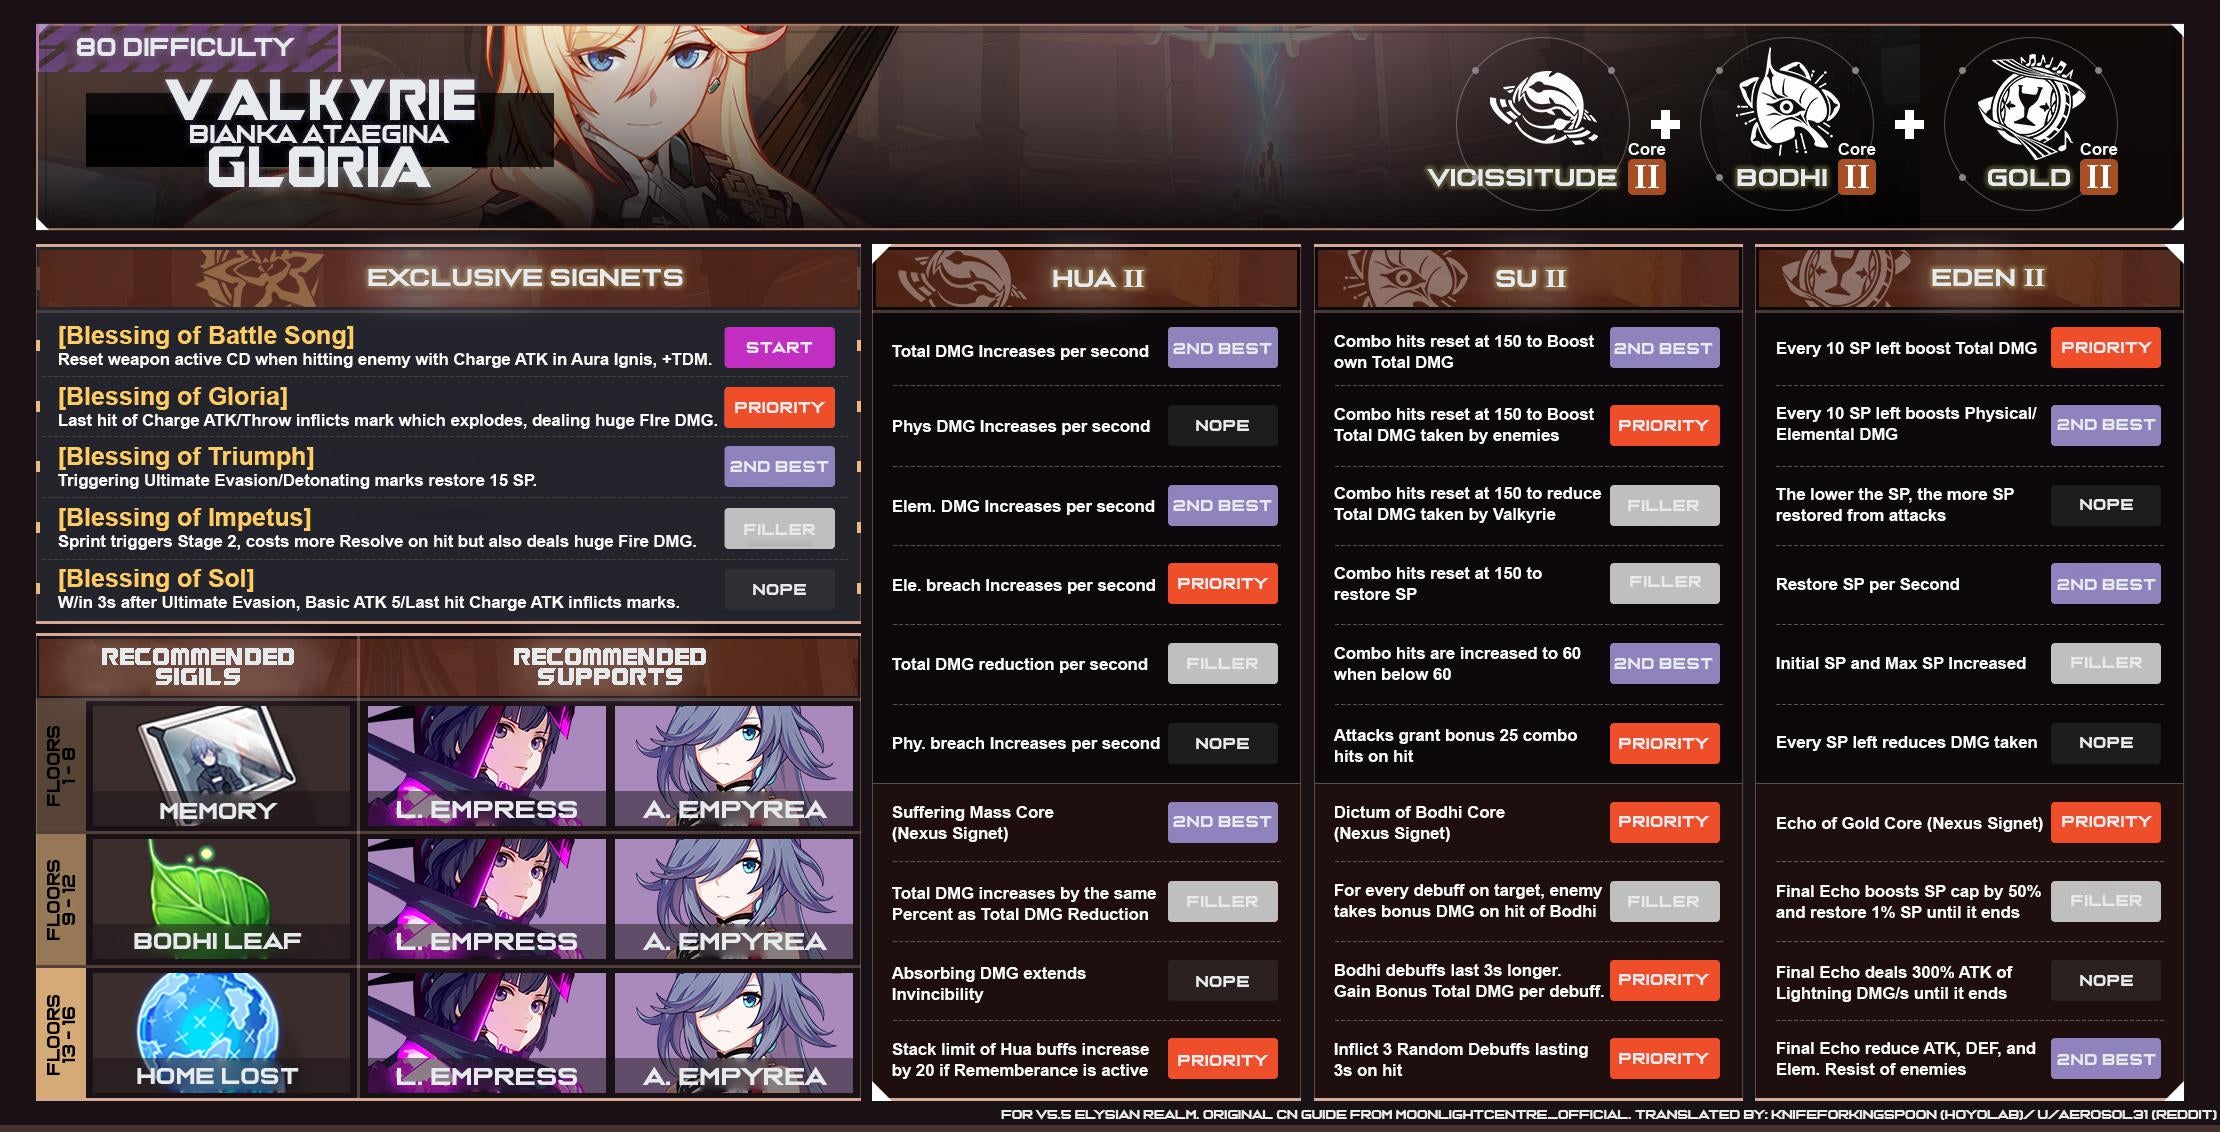 80 DIFFICULTY
VALKYRIE
BIANKA ATAEGINA
GLORIA
VICISSITUDE Core II
+
BODHI Core II
+
GOLD Core II
EXCLUSIVE SIGNETS
[Blessing of Battle Song]
Reset weapon active CD when hitting enemy with Charge ATK in Aura Ignis, +TDM.
START
[Blessing of Gloria]
Last hit of Charge ATK/Throw inflicts mark which explodes, dealing huge FIre DMG.
PRIORITY
[Blessing of Triumph]
Triggering Ultimate Evasion/Detonating marks restore 15 SP.
2ND BEST
[Blessing of Impetus]
Sprint triggers Stage 2, costs more Resolve on hit but also deals huge Fire DMG.
FILLER
[Blessing of Sol]
W/in 3s after Ultimate Evasion, Basic ATK 5/Last hit Charge ATK inflicts marks.
NOPE
RECOMMENDED
SIGILS
RECOMMENDED
SUPPORTS
FLOORS
1 - 8
MEMORY
L. EMPRESS
A. EMPYREA
FLOORS
9 - 12
BODHI LEAF
L. EMPRESS
A. EMPYREA
FLOORS
13 - 16
HOME LOST
L. EMPRESS
A. EMPYREA
HUA II
Total DMG Increases per second
2ND BEST
Phys DMG Increases per second
NOPE
Elem. DMG Increases per second
2ND BEST
Ele. breach Increases per second
PRIORITY
Total DMG reduction per second
FILLER
Phy. breach Increases per second
NOPE
Suffering Mass Core
(Nexus Signet)
2ND BEST
Total DMG increases by the same
Percent as Total DMG Reduction
FILLER
Absorbing DMG extends
Invincibility
NOPE
Stack limit of Hua buffs increase
by 20 if Rememberance is active
PRIORITY
SU II
Combo hits reset at 150 to Boost
own Total DMG
2ND BEST
Combo hits reset at 150 to Boost
Total DMG taken by enemies
PRIORITY
Combo hits reset at 150 to reduce
Total DMG taken by Valkyrie
FILLER
Combo hits reset at 150 to
restore SP
FILLER
Combo hits are increased to 60
when below 60
2ND BEST
Attacks grant bonus 25 combo
hits on hit
PRIORITY
Dictum of Bodhi Core
(Nexus Signet)
PRIORITY
For every debuff on target, enemy
takes bonus DMG on hit of Bodhi
FILLER
Bodhi debuffs last 3s longer.
Gain Bonus Total DMG per debuff.
PRIORITY
Inflict 3 Random Debuffs lasting
3s on hit
PRIORITY
EDEN II
Every 10 SP left boost Total DMG
PRIORITY
Every 10 SP left boosts Physical/
Elemental DMG
2ND BEST
The lower the SP, the more SP
restored from attacks
NOPE
Restore SP per Second
2ND BEST
Initial SP and Max SP Increased
FILLER
Every SP left reduces DMG taken
NOPE
Echo of Gold Core (Nexus Signet)
PRIORITY
Final Echo boosts SP cap by 50%
and restore 1% SP until it ends
FILLER
Final Echo deals 300% ATK of
Lightning DMG/s until it ends
NOPE
Final Echo reduce ATK, DEF, and
Elem. Resist of enemies
2ND BEST
FOR V5.5 ELYSIAN REALM. ORIGINAL CN GUIDE FROM MOONLIGHTCENTRE_OFFICIAL. TRANSLATED BY: KNIFEFORKINGSPOON (HOYOLAB)/ U/AEROSOL31 (REDDIT)